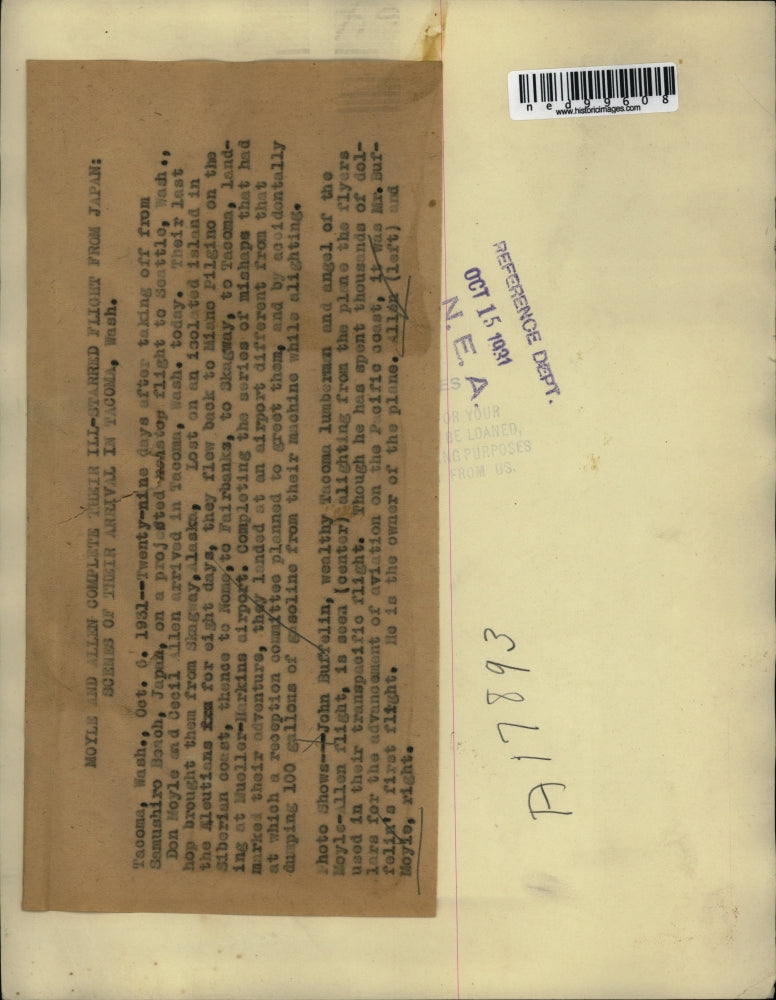 MOYLE AND ALLEN COMPLETE THEIR ILL-STARRED FLIGHT FROM JAPAN:
SCENES OF THEIR ARRIVAL IN TACOMA, Wash.
Tacoma, Wash., Oct. 6. 1931--Twenty-nine days after taking off from
Samushiro Beach, Japan, on a projected nonstop flight to Seattle, Wash.,
Don Moyle and Cecil Allen arrived in Tacoma, Wash. today. Their last
hop brought them from Skagway, Alaska, Lost on an isolated island in
the Aleutians for eight days, they flew back to Miano Pilgino on the
Siberian coast, thence to Nome, to Fairbanks, to Skagway, to Tacoma, land-
ing at Mueller-Harkins airport. Completing the series of mishaps that had
marked their adventure, they landed at an airport different from that
at which a reception committee planned to greet them, and by accidentally
dumping 100 gallons of gasoline from their machine while alighting.
Photo Shows---John Buffelin, wealthy Tacoma lumberman and angel of the
Moyle-Allen flight, is seen (center) alighting from the plane the flyers
used in their transpacific flight. Though he has spent thousands of dol-
lars for the advancement of aviation on the Pacific coast, it was Mr. Buf-
felin's first flight. He is the owner of the plane. Allen (left) and
Moyle, right.
ned99608
www.historicimages.com
REFERENCE DEPT.
OCT 15 1931
N. E. A.
ES
OR YOUR
BE LOANED,
NG PURPOSES
FROM US.
A17893